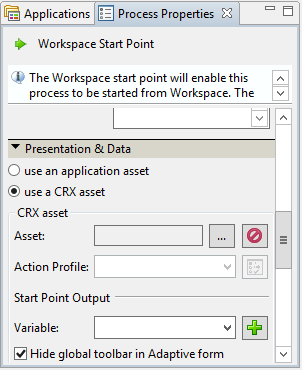 Applications
Process Properties
Workspace Start Point
The Workspace start point will enable this
process to be started from Workspace. The
Presentation & Data
use an application asset
use a CRX asset
CRX asset
Asset:
...
Action Profile:
Start Point Output
Variable:
Hide global toolbar in Adaptive form